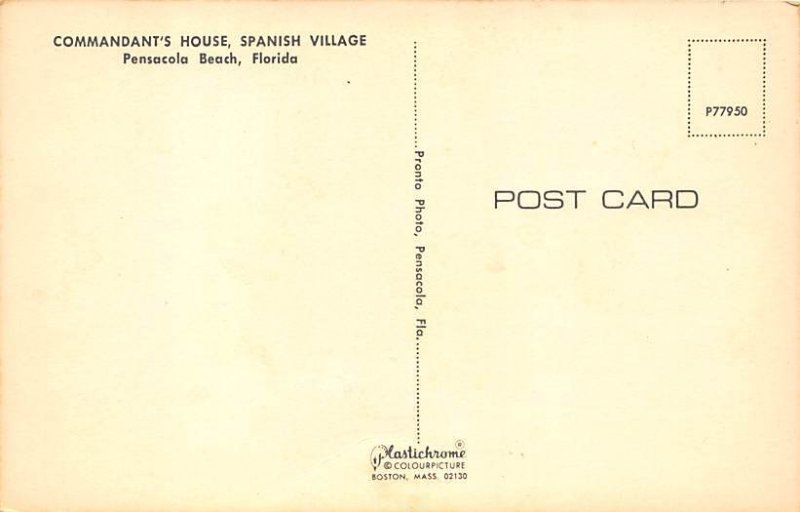 COMMANDANT'S HOUSE, SPANISH VILLAGE
Pensacola Beach, Florida
P77950
POST CARD
Pronto Photo, Pensacola, Fla.
Plastichrome ®
© COLOURPICTURE
BOSTON, MASS. 02130